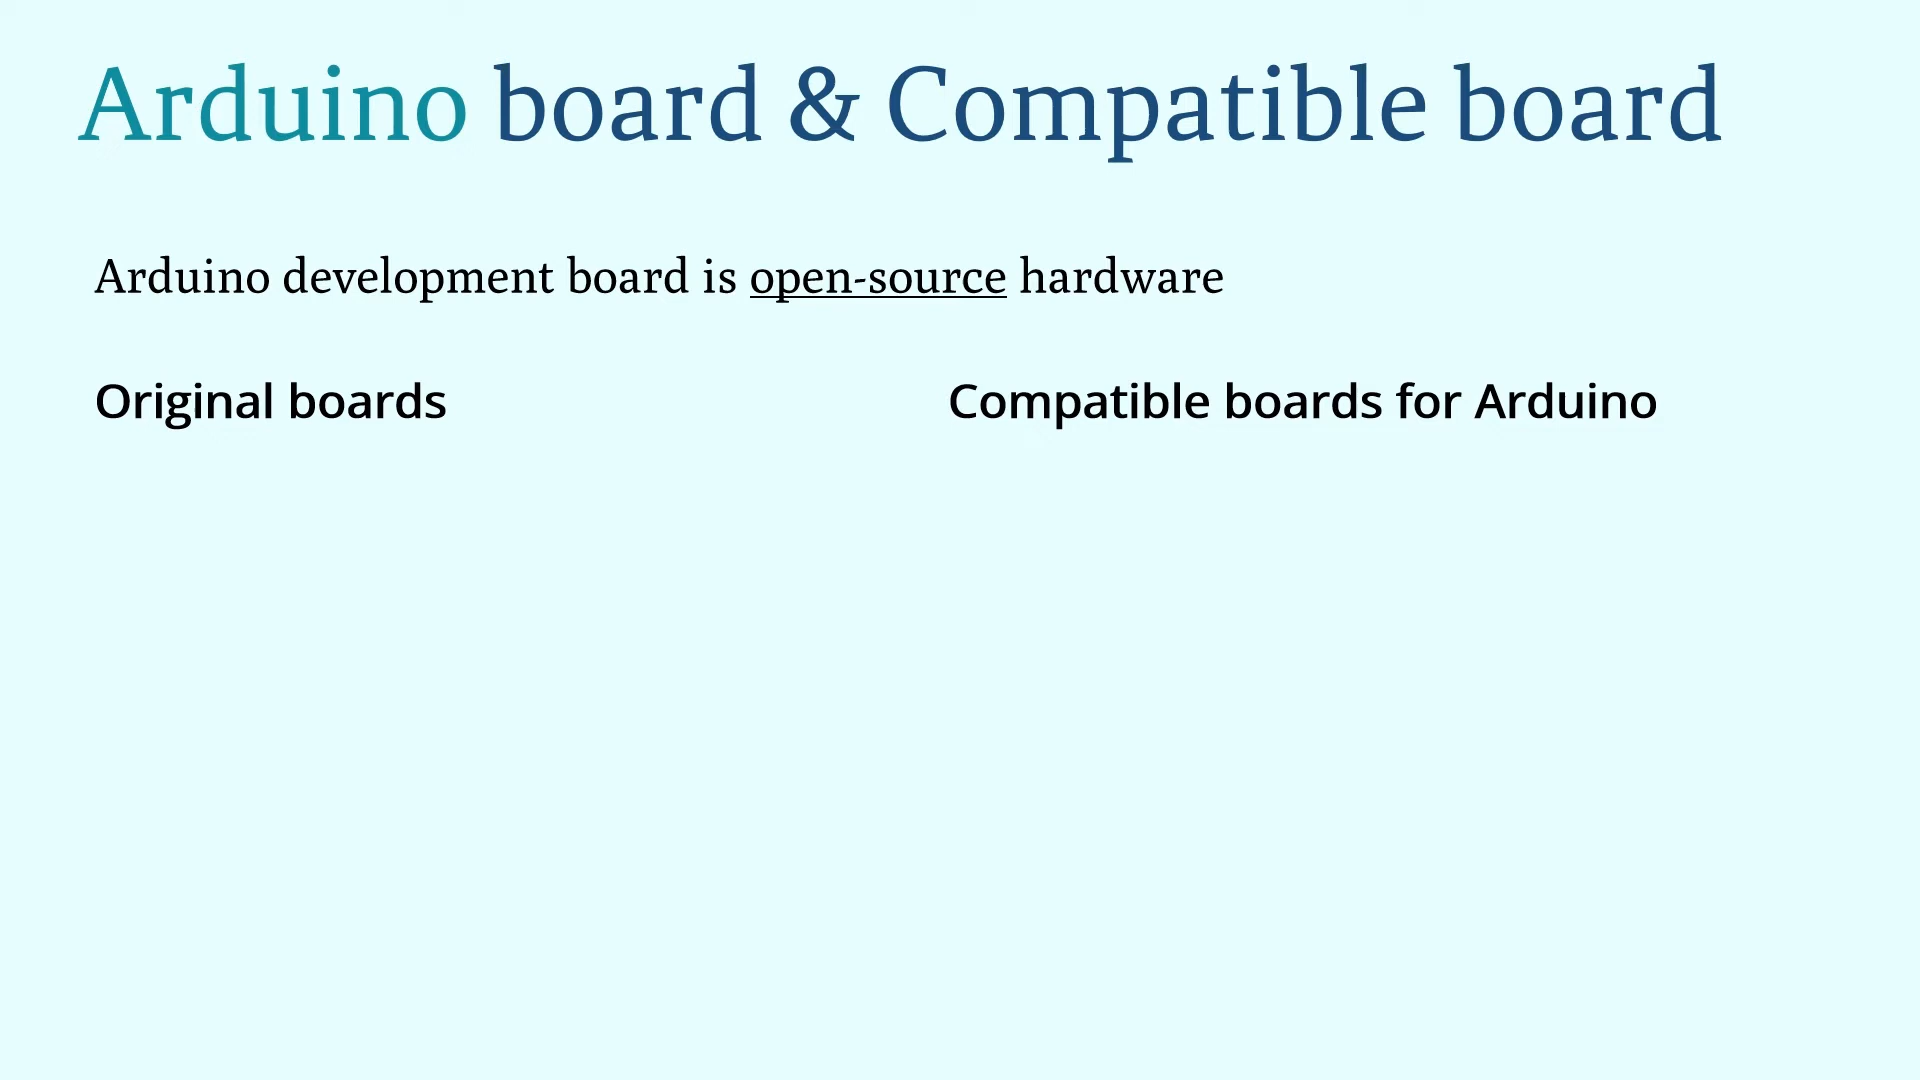 Arduino board & Compatible board
Arduino development board is open-source hardware
Original boards
Compatible boards for Arduino